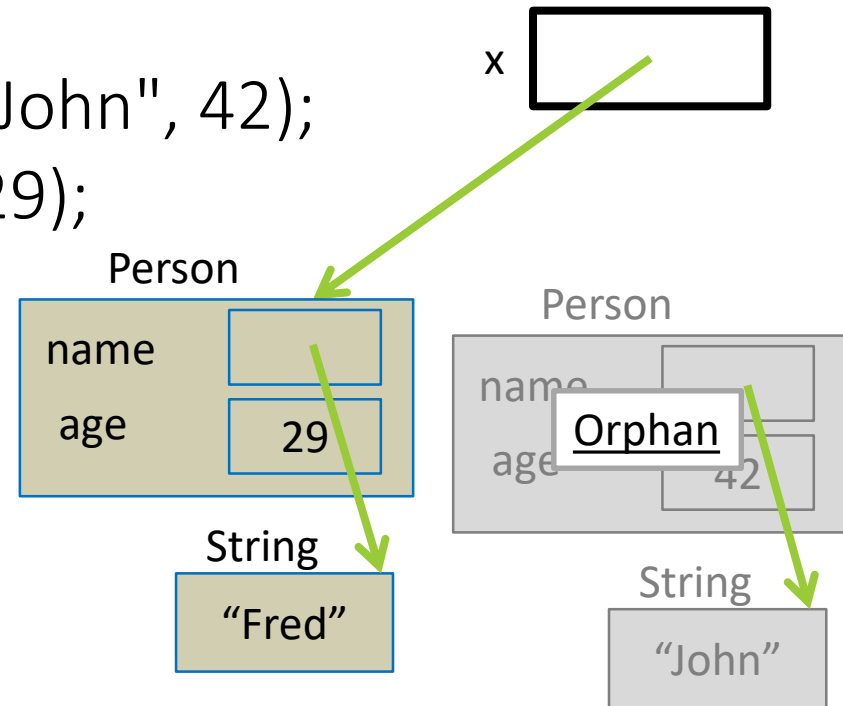 x
John", 42);
29);
Person
name
age
29
String
“Fred”
Person
name
age
42
Orphan
String
“John”